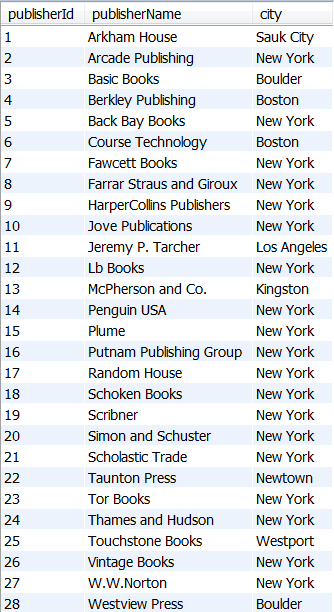 publisherId publisherName city
1 Arkham House Sauk City
2 Arcade Publishing New York
3 Basic Books Boulder
4 Berkley Publishing Boston
5 Back Bay Books New York
6 Course Technology Boston
7 Fawcett Books New York
8 Farrar Straus and Giroux New York
9 HarperCollins Publishers New York
10 Jove Publications New York
11 Jeremy P. Tarcher Los Angeles
12 Lb Books New York
13 McPherson and Co. Kingston
14 Penguin USA New York
15 Plume New York
16 Putnam Publishing Group New York
17 Random House New York
18 Schoken Books New York
19 Scribner New York
20 Simon and Schuster New York
21 Scholastic Trade New York
22 Taunton Press Newtown
23 Tor Books New York
24 Thames and Hudson New York
25 Touchstone Books Westport
26 Vintage Books New York
27 W.W.Norton New York
28 Westview Press Boulder